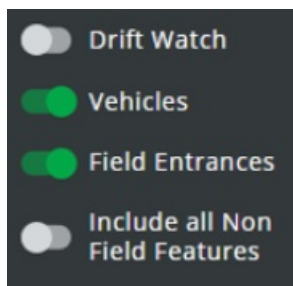 Drift Watch
Vehicles
Field Entrances
Include all Non
Field Features